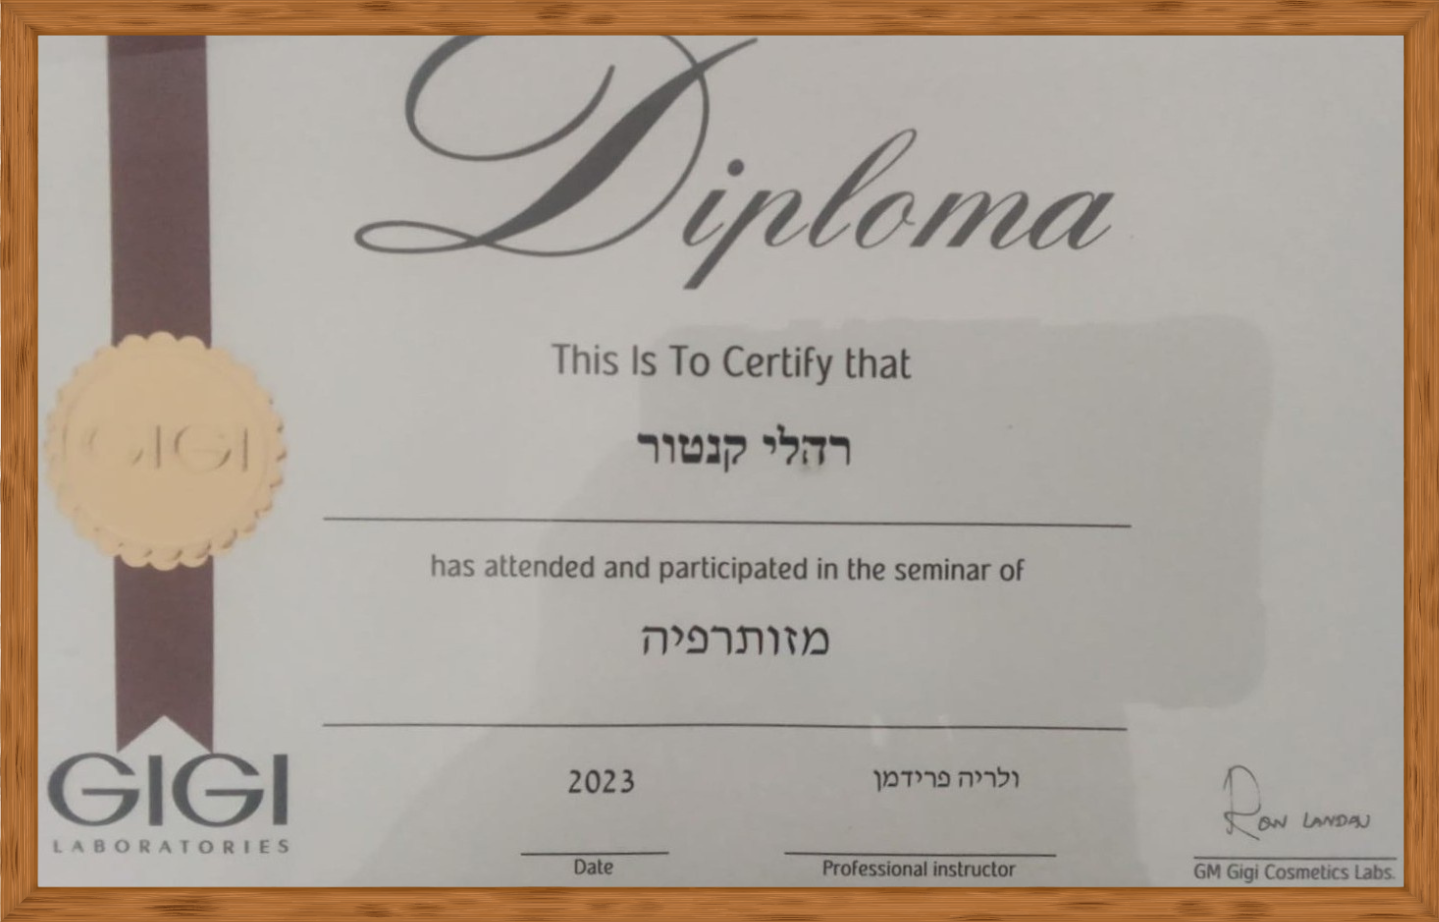 Diploma
This Is To Certify that
רהלי קנטור
has attended and participated in the seminar of
מזותרפיה
GIGI
GIGI
LABORATORIES
2023
ולריה פרידמן
Ron LANDAU
Date
Professional instructor
GM Gigi Cosmetics Labs.